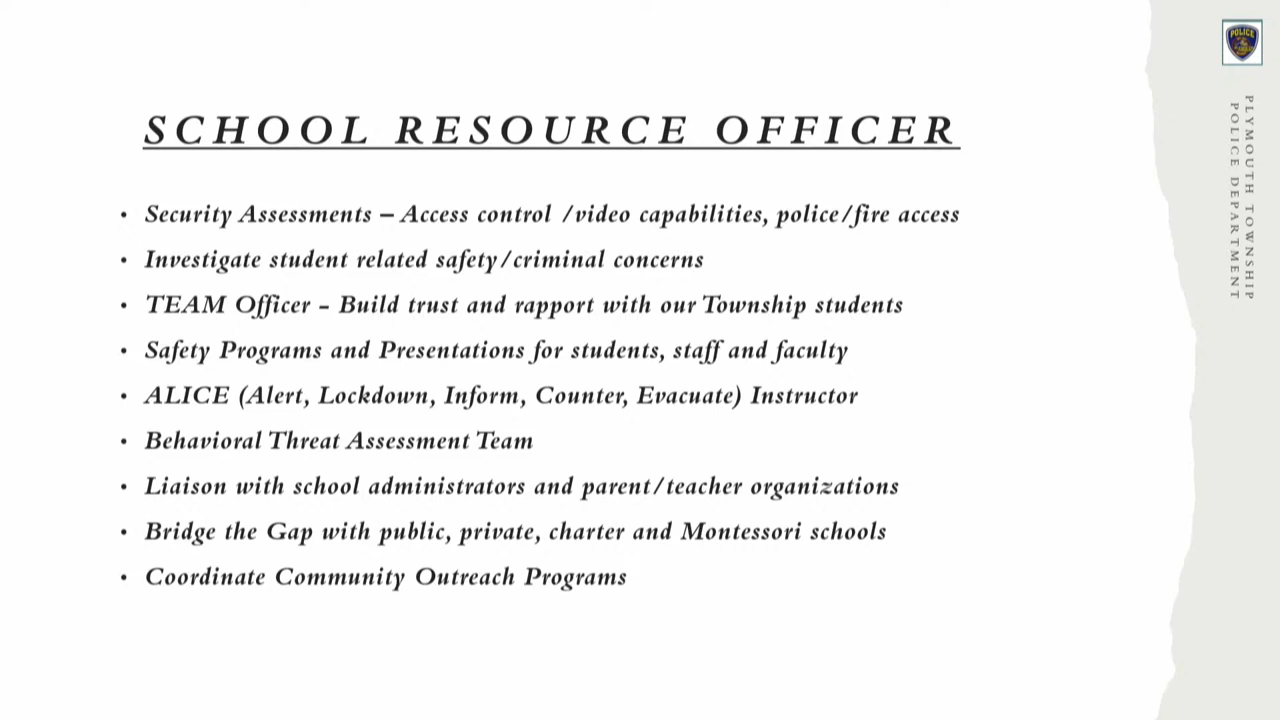 SCHOOL RESOURCE OFFICER
• Security Assessments – Access control /video capabilities, police/fire access
• Investigate student related safety/criminal concerns
• TEAM Officer – Build trust and rapport with our Township students
• Safety Programs and Presentations for students, staff and faculty
• ALICE (Alert, Lockdown, Inform, Counter, Evacuate) Instructor
• Behavioral Threat Assessment Team
• Liaison with school administrators and parent/teacher organizations
• Bridge the Gap with public, private, charter and Montessori schools
• Coordinate Community Outreach Programs
POLICE
PLYMOUTH TOWNSHIP
POLICE DEPARTMENT